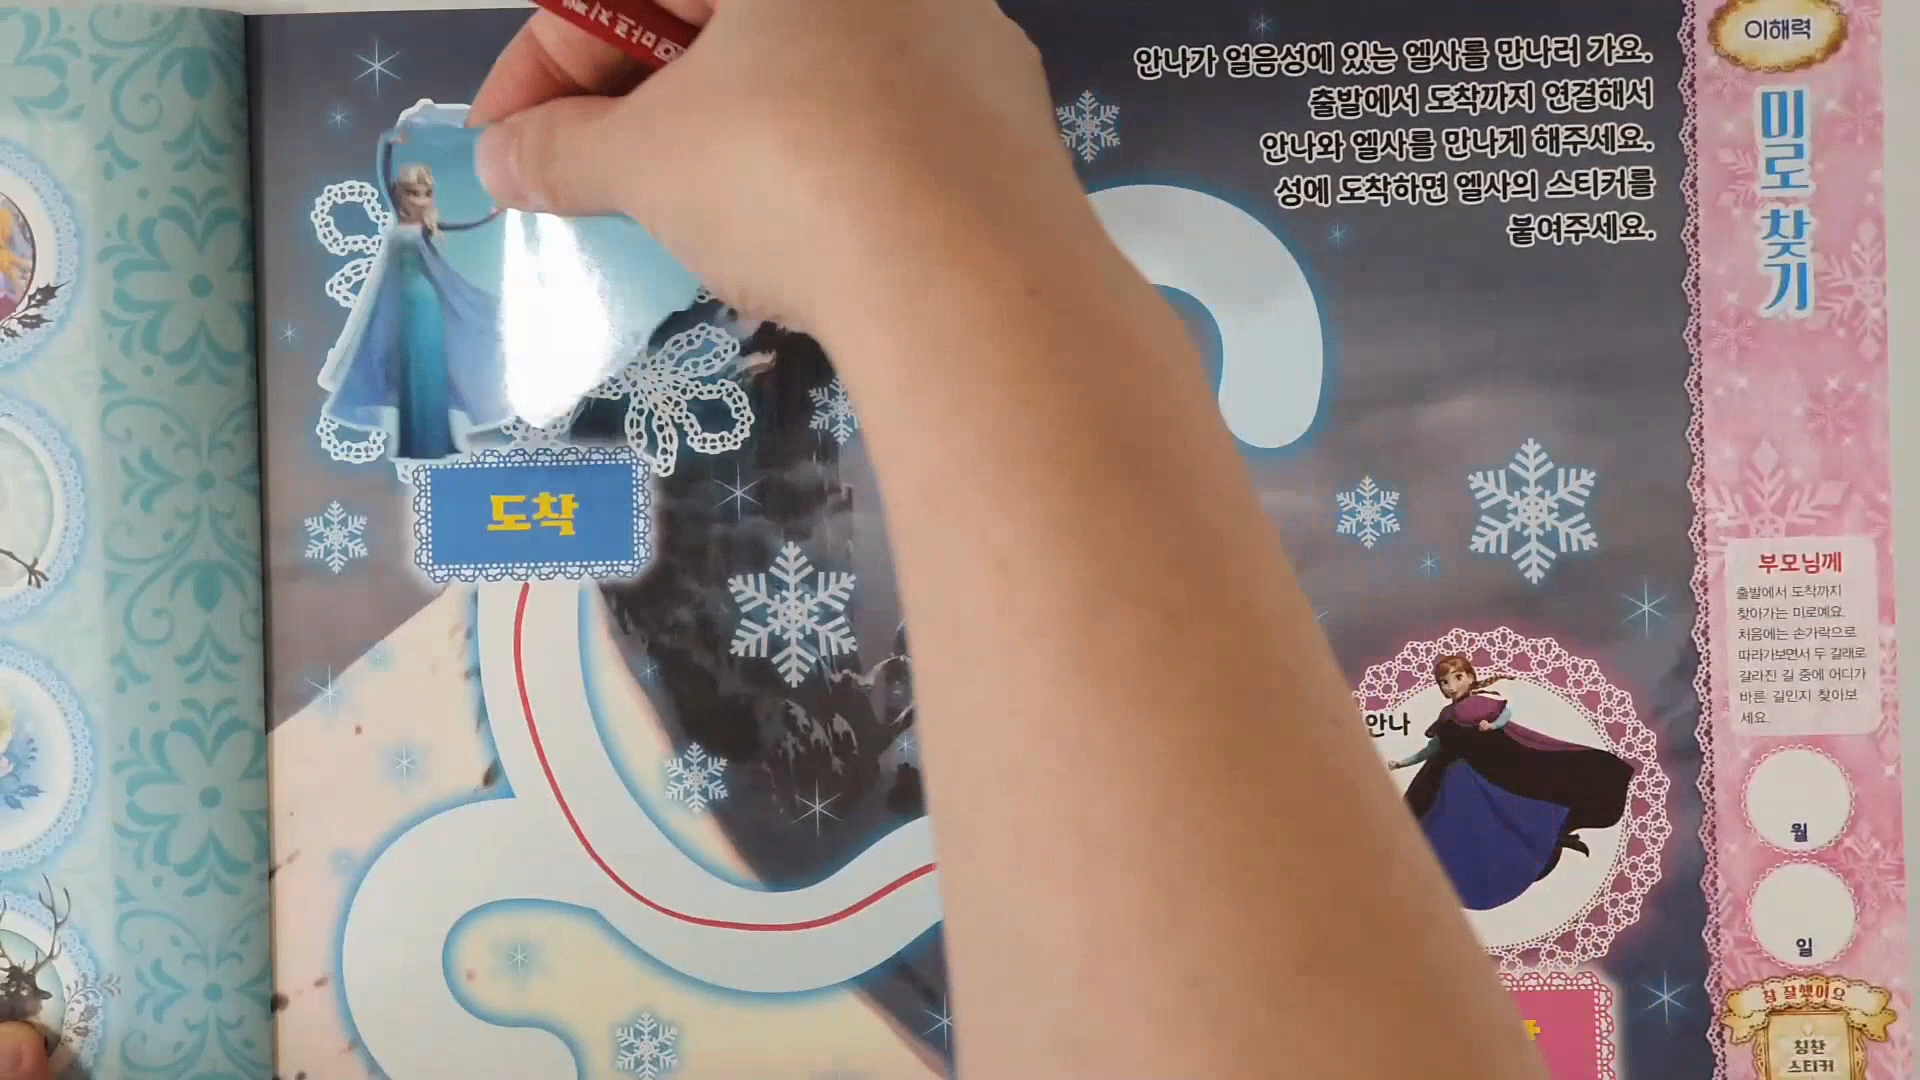 안나가 얼음성에 있는 엘사를 만나러 가요.
출발에서 도착까지 연결해서
안나와 엘사를 만나게 해주세요.
성에 도착하면 엘사의 스티커를
붙여주세요.
이해력
미로 찾기
도착
안나
부모님께
출발에서 도착까지
찾아가는 미로예요.
처음에는 손가락으로
따라가보면서 두 갈래로
갈라진 길 중에 어디가
바른 길인지 찾아보
세요.
월
일
참 잘했어요
칭찬
스티커